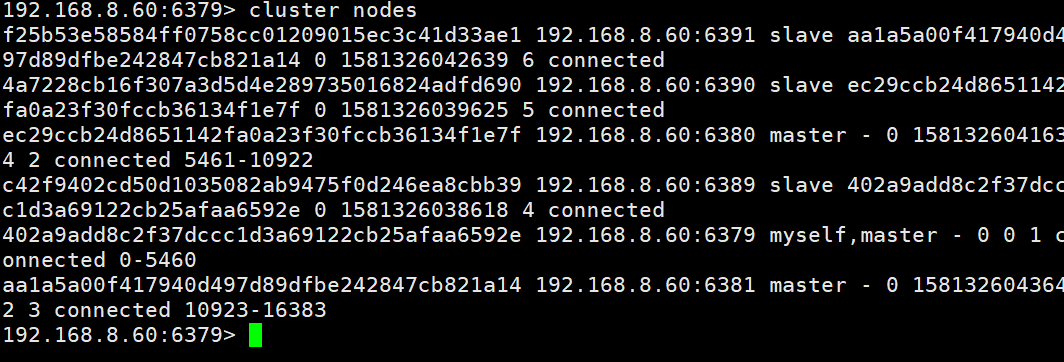 192.168.8.60:6379> cluster nodes
f25b53e58584ff0758cc01209015ec3c41d33ae1 192.168.8.60:6391 slave aa1a5a00f417940d4
97d89dfbe242847cb821a14 0 1581326042639 6 connected
4a7228cb16f307a3d5d4e289735016824adfd690 192.168.8.60:6390 slave ec29ccb24d8651142
fa0a23f30fccb36134f1e7f 0 1581326039625 5 connected
ec29ccb24d8651142fa0a23f30fccb36134f1e7f 192.168.8.60:6380 master - 0 158132604163
4 2 connected 5461-10922
c42f9402cd50d1035082ab9475f0d246ea8cbb39 192.168.8.60:6389 slave 402a9add8c2f37dcc
c1d3a69122cb25afaa6592e 0 1581326038618 4 connected
402a9add8c2f37dccc1d3a69122cb25afaa6592e 192.168.8.60:6379 myself,master - 0 0 1 c
onnected 0-5460
aa1a5a00f417940d497d89dfbe242847cb821a14 192.168.8.60:6381 master - 0 158132604364
2 3 connected 10923-16383
192.168.8.60:6379>